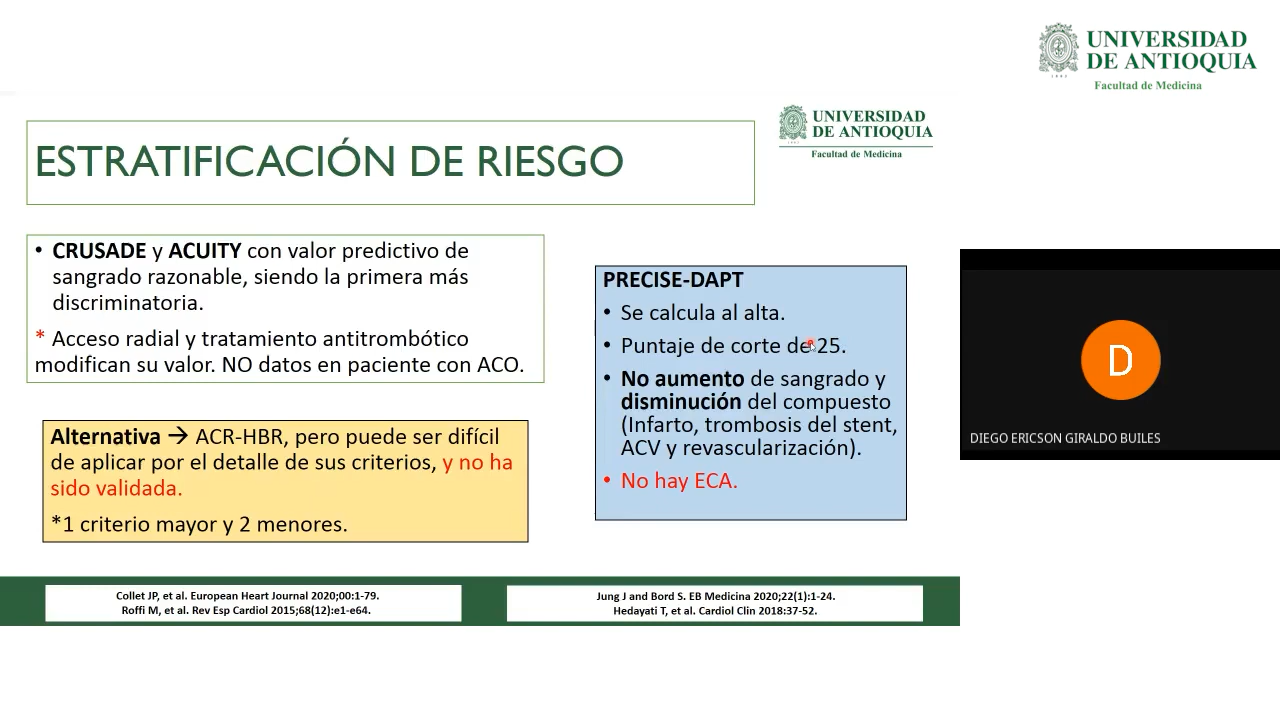 UNIVERSIDAD
DE ANTIOQUIA
Facultad de Medicina
UNIVERSIDAD
DE ANTIOQUIA
Facultad de Medicina
ESTRATIFICACIÓN DE RIESGO
• CRUSADE y ACUITY con valor predictivo de
sangrado razonable, siendo la primera más
discriminatoria.
* Acceso radial y tratamiento antitrombótico
modifican su valor. NO datos en paciente con ACO.
Alternativa → ACR-HBR, pero puede ser difícil
de aplicar por el detalle de sus criterios, y no ha
sido validada.
*1 criterio mayor y 2 menores.
PRECISE-DAPT
• Se calcula al alta.
• Puntaje de corte de 25.
• No aumento de sangrado y
disminución del compuesto
(Infarto, trombosis del stent,
ACV y revascularización).
• No hay ECA.
D
DIEGO ERICSON GIRALDO BUILES
Collet JP, et al. European Heart Journal 2020;00:1-79.
Roffi M, et al. Rev Esp Cardiol 2015;68(12):e1-e64.
Jung J and Bord S. EB Medicina 2020;22(1):1-24.
Hedayati T, et al. Cardiol Clin 2018:37-52.